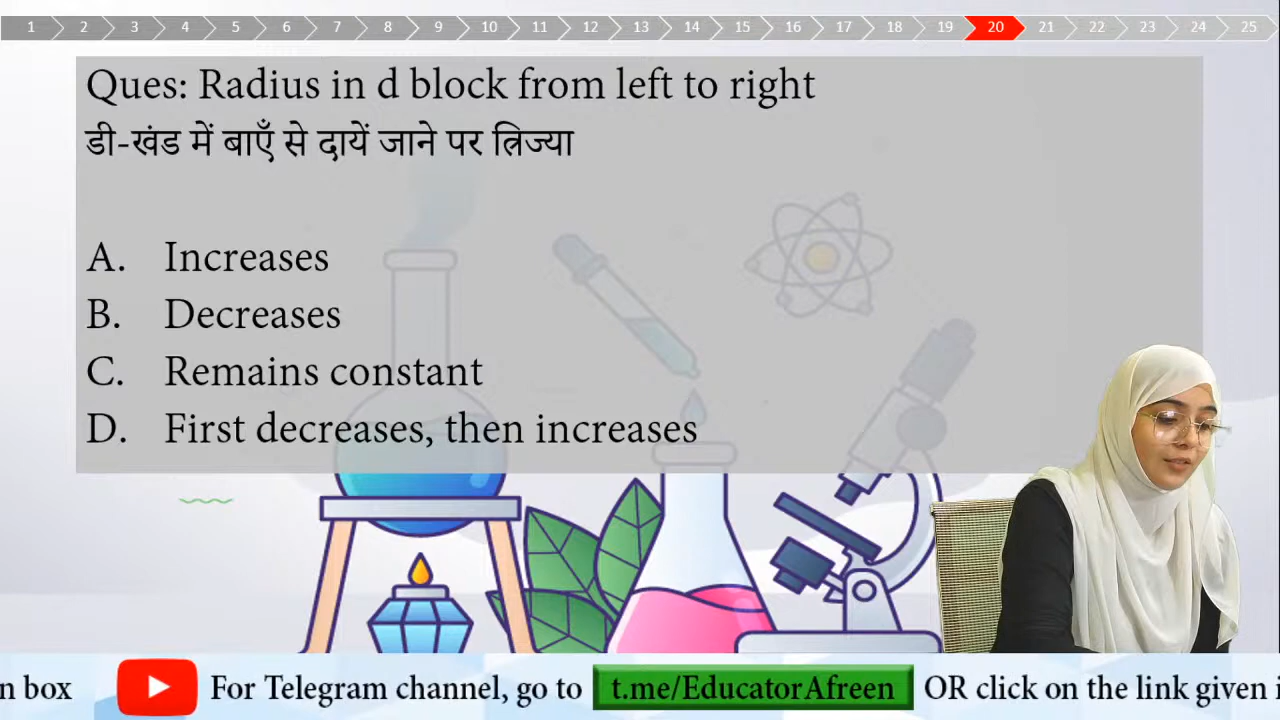 1 2 3 4 5 6 7 8 9 10 11 12 13 14 15 16 17 18 19 20 21 22 23 24 25
Ques: Radius in d block from left to right
डी-खंड में बाएँ से दायें जाने पर त्रिज्या
A. Increases
B. Decreases
C. Remains constant
D. First decreases, then increases
n box For Telegram channel, go to t.me/EducatorAfreen OR click on the link given i